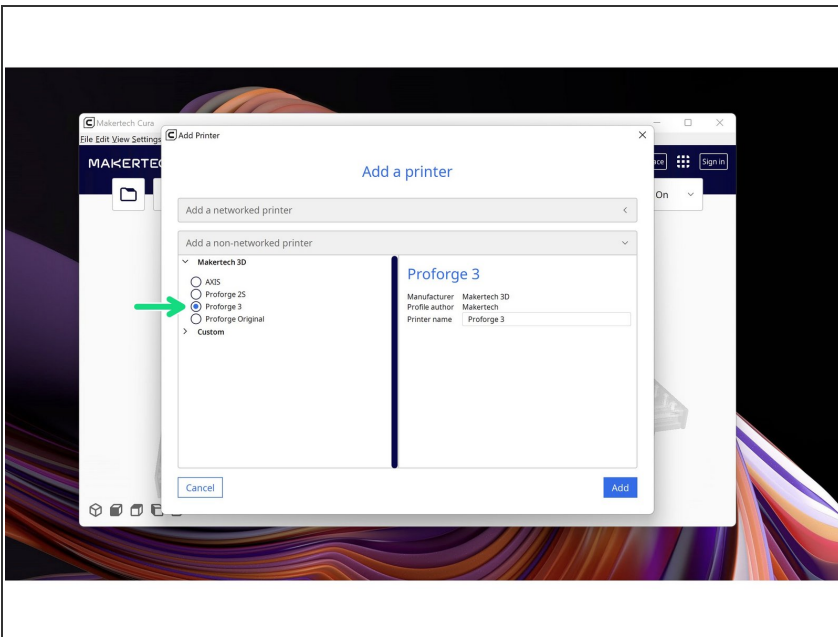 Makertech Cura
File Edit View Settings
MAKERTE
Sign in
On
Add Printer
Add a printer
Add a networked printer
Add a non-networked printer
Makertech 3D
AXIS
Proforge 2S
Proforge 3
Proforge Original
Custom
Proforge 3
Manufacturer Makertech 3D
Profile author Makertech
Printer name Proforge 3
Cancel
Add